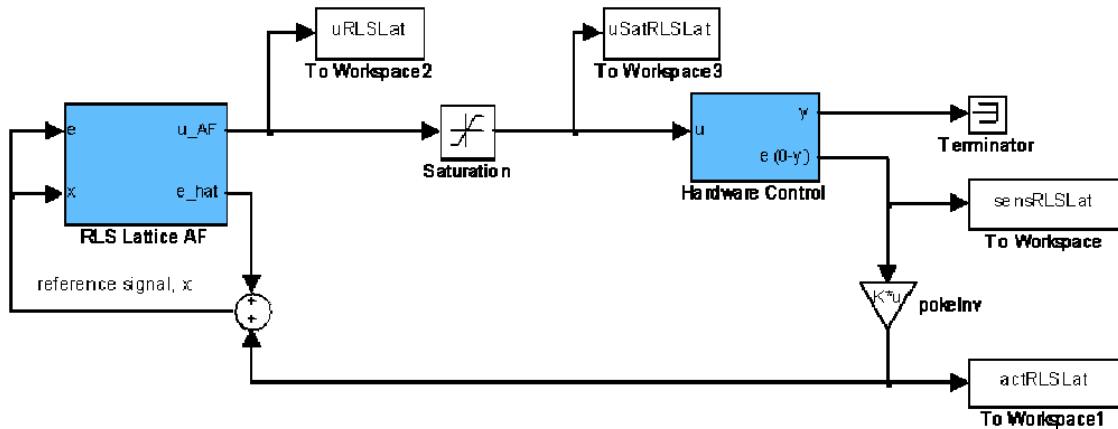 uRLSLat
To Workspace2
uSatRLSLat
To Workspace3
e
u_AF
x
e_hat
RLS Lattice AF
Saturation
u
y
e (0-y)
Hardware Control
Terminator
sensRLSLat
To Workspace
reference signal, x
+
+
K*u
pokeInv
actRLSLat
To Workspace1